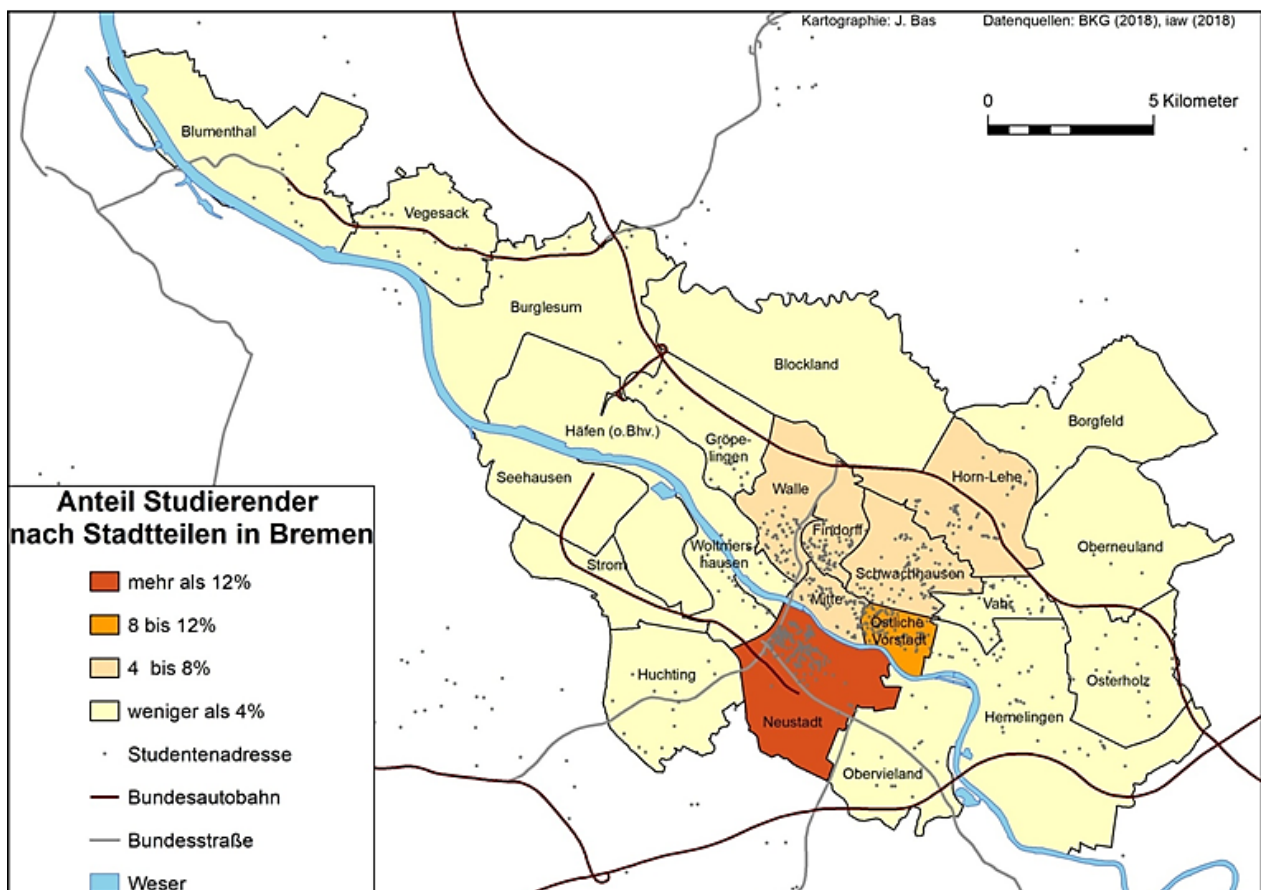 Kartographie: J. Bas Datenquellen: BKG (2018), iaw (2018)
0 5 Kilometer
Blumenthal
Vegesack
Burglesum
Blockland
Borgfeld
Häfen (o.Bhv.)
Gröpe-
lingen
Horn-Lehe
Seehausen
Walle
Findorff
Oberneuland
Woltmers
hausen
Strom
Schwachhausen
Mitte
Vahr
Östliche
Vorstadt
Huchting
Osterholz
Neustadt
Hemelingen
Obervieland
Anteil Studierender
nach Stadtteilen in Bremen
mehr als 12%
8 bis 12%
4 bis 8%
weniger als 4%
Studentenadresse
Bundesautobahn
Bundesstraße
Weser